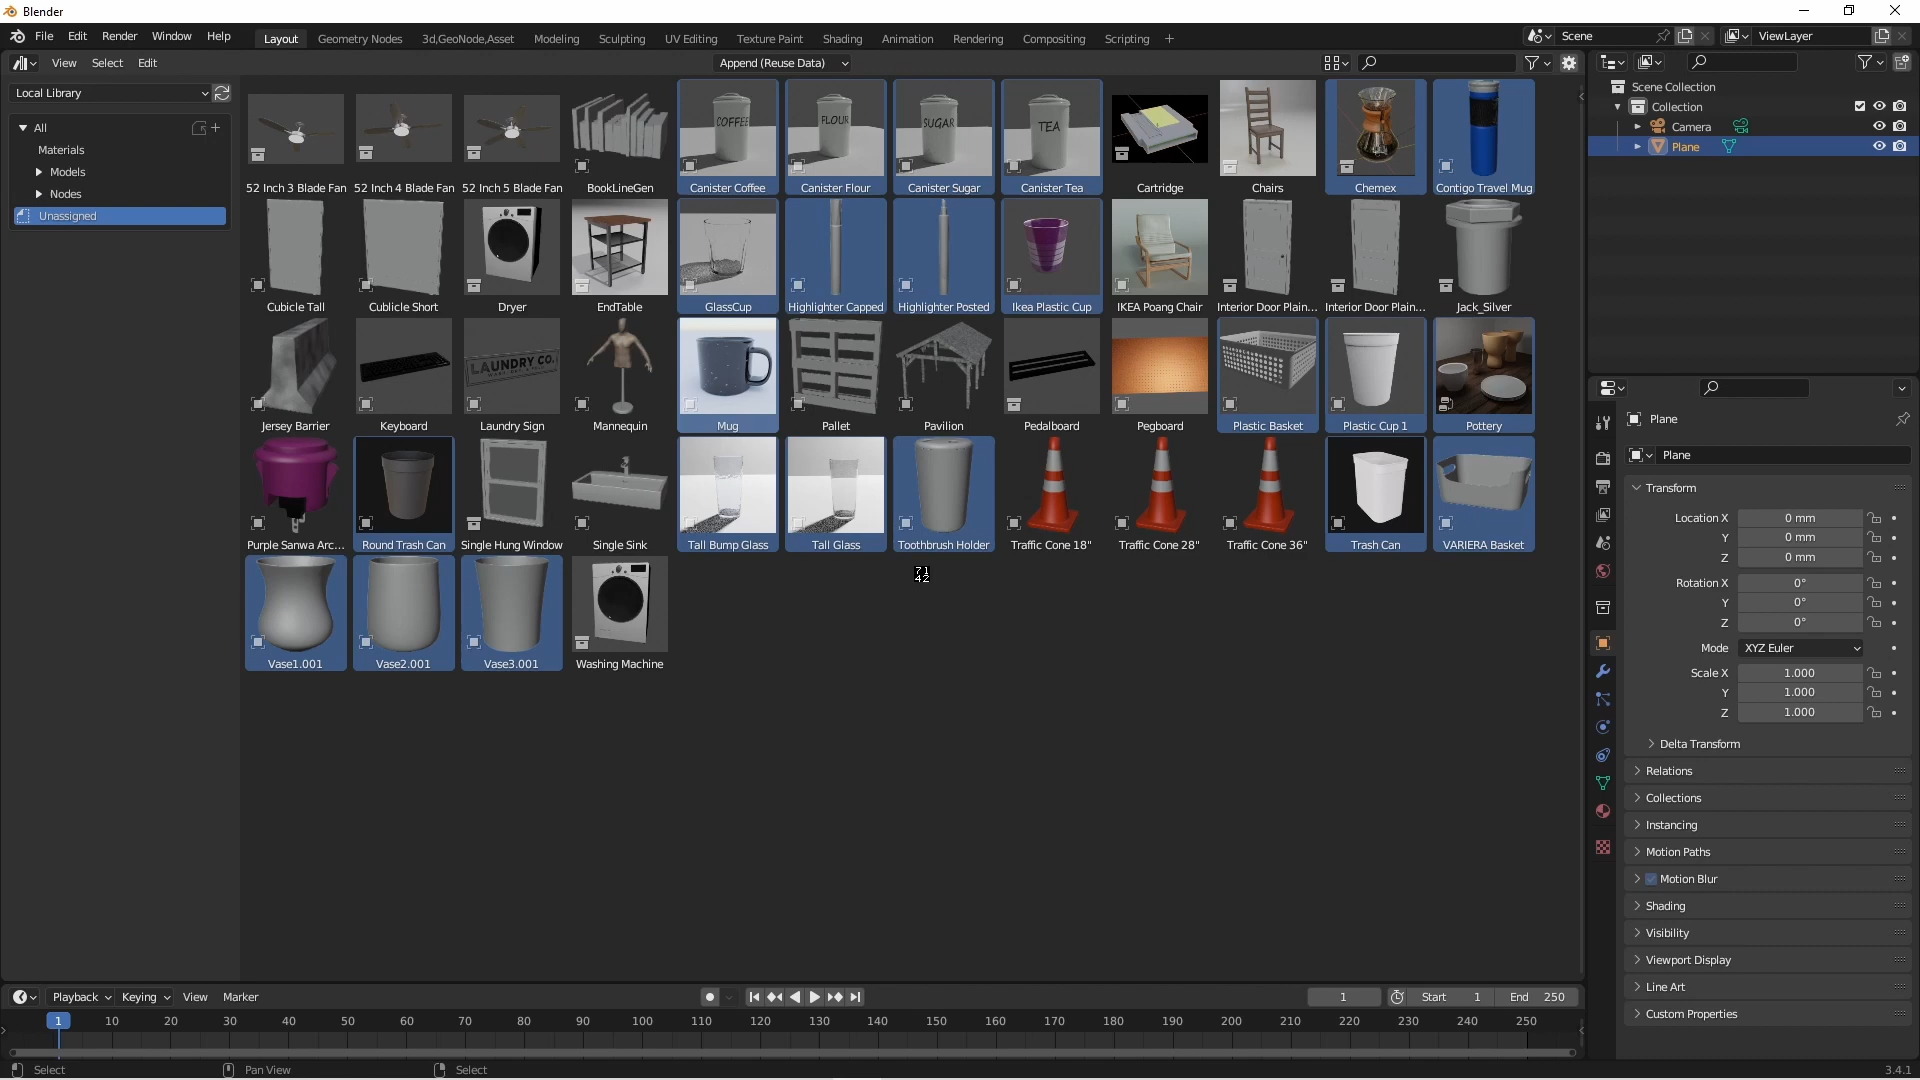 Blender
File Edit Render Window Help Layout Geometry Nodes 3d,GeoNode,Asset Modeling Sculpting UV Editing Texture Paint Shading Animation Rendering Compositing Scripting + Scene ViewLayer
View Select Edit Append (Reuse Data)
Local Library
All
Materials
Models
Nodes
Unassigned
52 Inch 3 Blade Fan 52 Inch 4 Blade Fan 52 Inch 5 Blade Fan BookLineGen Canister Coffee Canister Flour Canister Sugar Canister Tea Cartridge Chairs Chemex Contigo Travel Mug
COFFEE FLOUR SUGAR TEA
Cubicle Tall Cublicle Short Dryer EndTable GlassCup Highlighter Capped Highlighter Posted Ikea Plastic Cup IKEA Poang Chair Interior Door Plain... Interior Door Plain... Jack_Silver
LAUNDRY CO.
Jersey Barrier Keyboard Laundry Sign Mannequin Mug Pallet Pavilion Pedalboard Pegboard Plastic Basket Plastic Cup 1 Pottery
Purple Sanwa Arc... Round Trash Can Single Hung Window Single Sink Tall Bump Glass Tall Glass Toothbrush Holder Traffic Cone 18" Traffic Cone 28" Traffic Cone 36" Trash Can VARIERA Basket
71
42
Vase1.001 Vase2.001 Vase3.001 Washing Machine
Scene Collection
Collection
Camera
Plane
Plane
Plane
Transform
Location X 0 mm
Y 0 mm
Z 0 mm
Rotation X 0°
Y 0°
Z 0°
Mode XYZ Euler
Scale X 1.000
Y 1.000
Z 1.000
Delta Transform
Relations
Collections
Instancing
Motion Paths
Motion Blur
Shading
Visibility
Viewport Display
Line Art
Custom Properties
Playback Keying View Marker 1 Start 1 End 250
1 10 20 30 40 50 60 70 80 90 100 110 120 130 140 150 160 170 180 190 200 210 220 230 240 250
Select Pan View Select 3.4.1